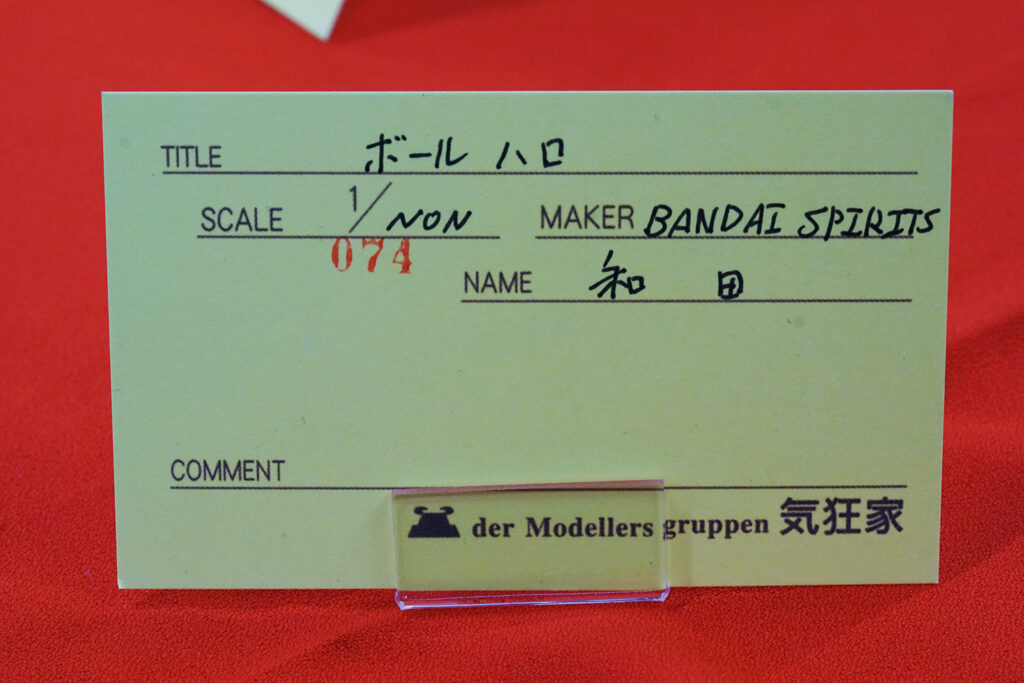 TITLE ボール ハロ
SCALE 1/NON MAKER BANDAI SPIRITS
074
NAME 和 田
COMMENT
der Modellers gruppen 気狂家